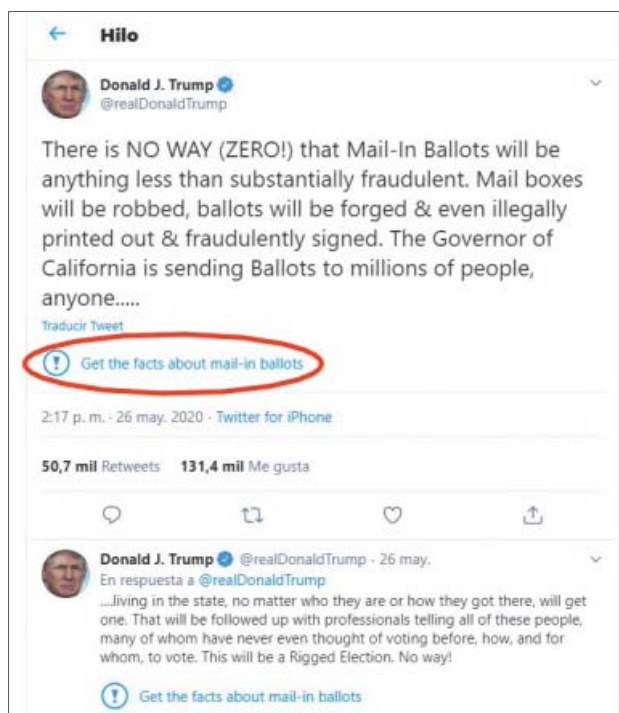 Hilo
Donald J. Trump
@realDonaldTrump
There is NO WAY (ZERO!) that Mail-In Ballots will be
anything less than substantially fraudulent. Mail boxes
will be robbed, ballots will be forged & even illegally
printed out & fraudulently signed. The Governor of
California is sending Ballots to millions of people,
anyone.....
Traducir Tweet
Get the facts about mail-in ballots
2:17 p. m. · 26 may. 2020 · Twitter for iPhone
50,7 mil Retweets 131,4 mil Me gusta
Donald J. Trump @realDonaldTrump · 26 may.
En respuesta a @realDonaldTrump
....living in the state, no matter who they are or how they got there, will get
one. That will be followed up with professionals telling all of these people,
many of whom have never even thought of voting before, how, and for
whom, to vote. This will be a Rigged Election. No way!
Get the facts about mail-in ballots